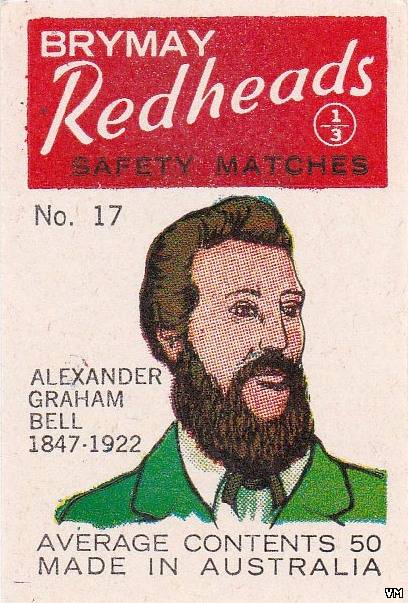 BRYMAY
Redheads
1/3
SAFETY MATCHES
No. 17
ALEXANDER
GRAHAM
BELL
1847-1922
AVERAGE CONTENTS 50
MADE IN AUSTRALIA
VM